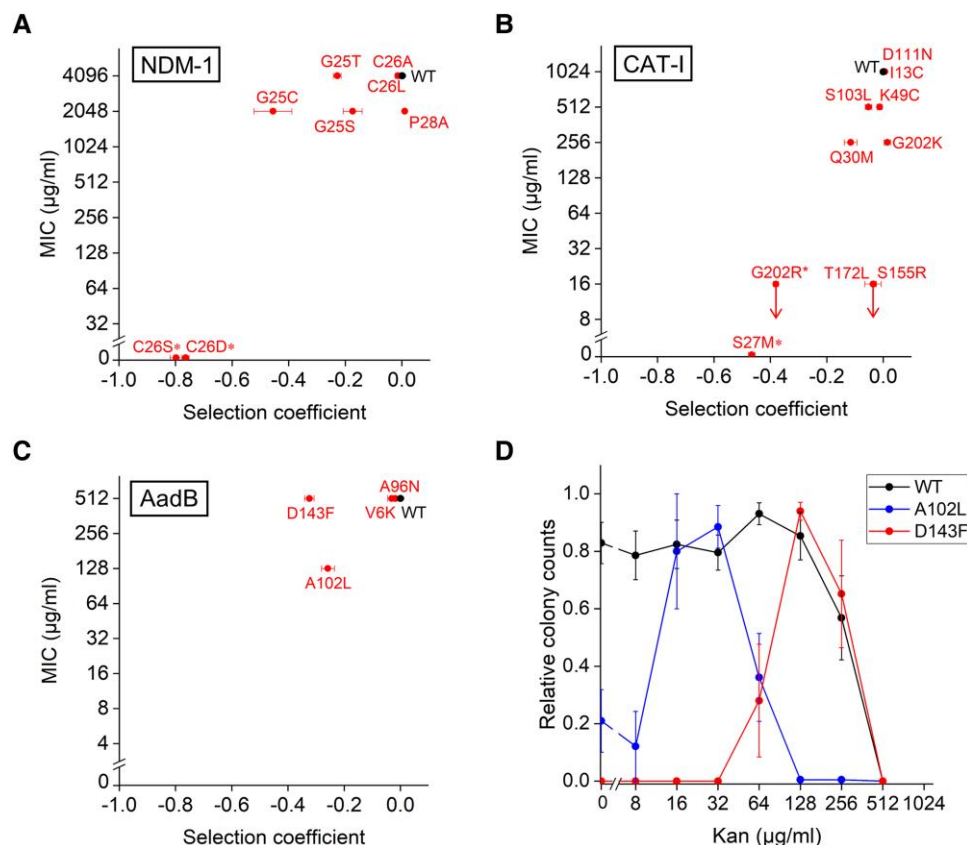 A
NDM-1
MIC (µg/ml)
4096
2048
1024
512
256
128
64
32
0
G25T
C26A
WT
C26L
G25C
G25S
P28A
C26S*
C26D*
-1.0
-0.8
-0.6
-0.4
-0.2
0.0
Selection coefficient
B
CAT-I
MIC (µg/ml)
1024
512
256
128
64
32
16
8
0
D111N
WT
I13C
S103L
K49C
Q30M
G202K
G202R*
T172L
S155R
S27M*
-1.0
-0.8
-0.6
-0.4
-0.2
0.0
Selection coefficient
C
AadB
MIC (µg/ml)
512
256
128
64
32
16
8
4
0
A96N
D143F
V6K
WT
A102L
-1.0
-0.8
-0.6
-0.4
-0.2
0.0
Selection coefficient
D
WT
A102L
D143F
Relative colony counts
1.0
0.8
0.6
0.4
0.2
0.0
0
8
16
32
64
128
256
512
1024
Kan (µg/ml)